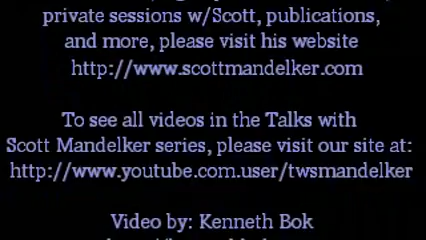 private sessions w/Scott, publications,
and more, please visit his website
http://www.scottmandelker.com
To see all videos in the Talks with
Scott Mandelker series, please visit our site at:
http://www.youtube.com.user/twsmandelker
Video by: Kenneth Bok